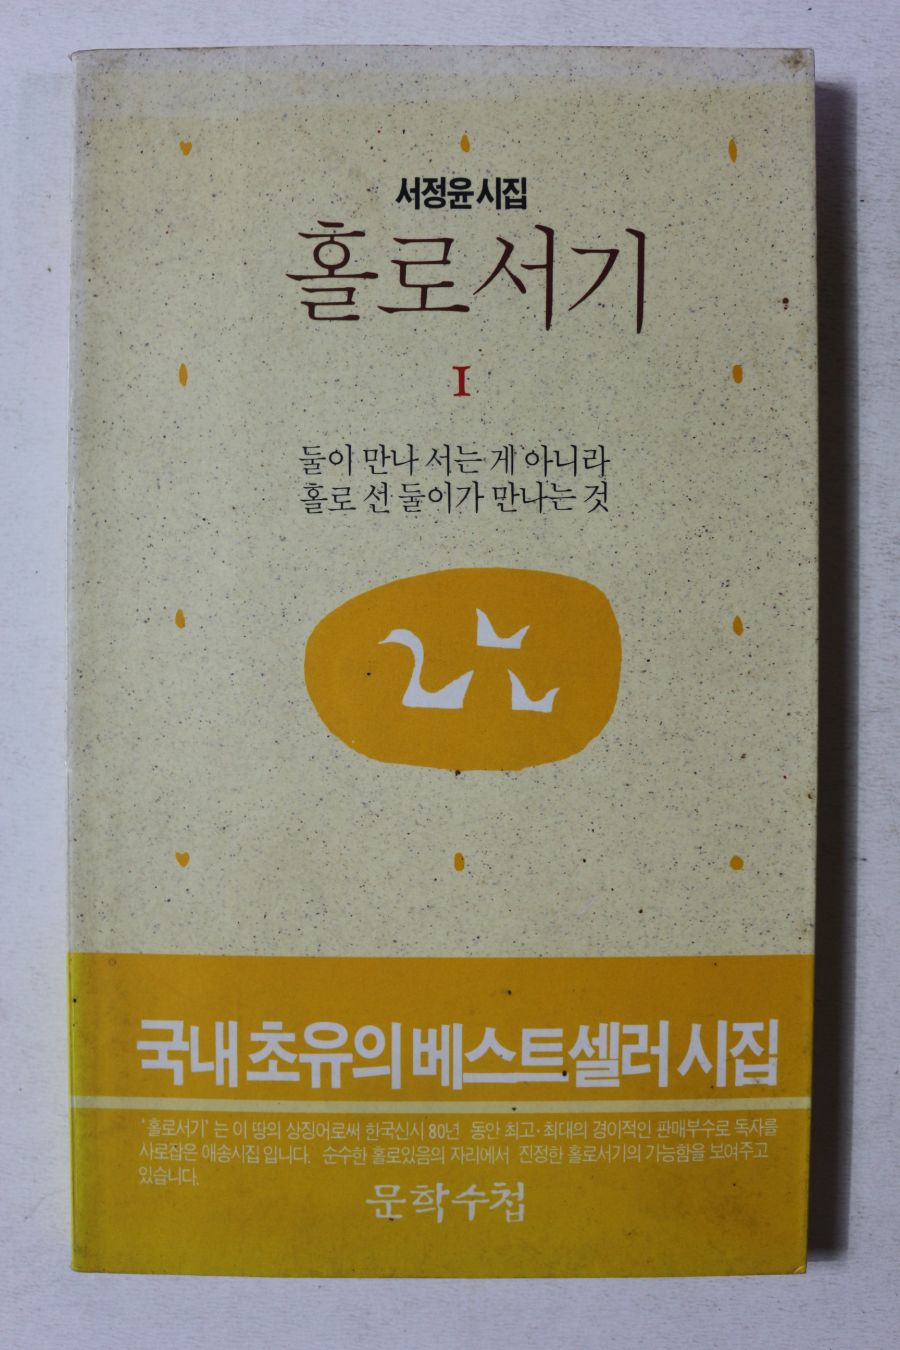 서정윤 시집
홀로서기
I
둘이 만나 서는 게 아니라
홀로 선 둘이가 만나는 것
국내 초유의 베스트셀러 시집
'홀로서기' 는 이 땅의 상징어로써 한국신시 80년 동안 최고·최대의 경이적인 판매부수로 독자를
사로잡은 애송시집 입니다. 순수한 홀로있음의 자리에서 진정한 홀로서기의 가능함을 보여주고
있습니다.
문학수첩